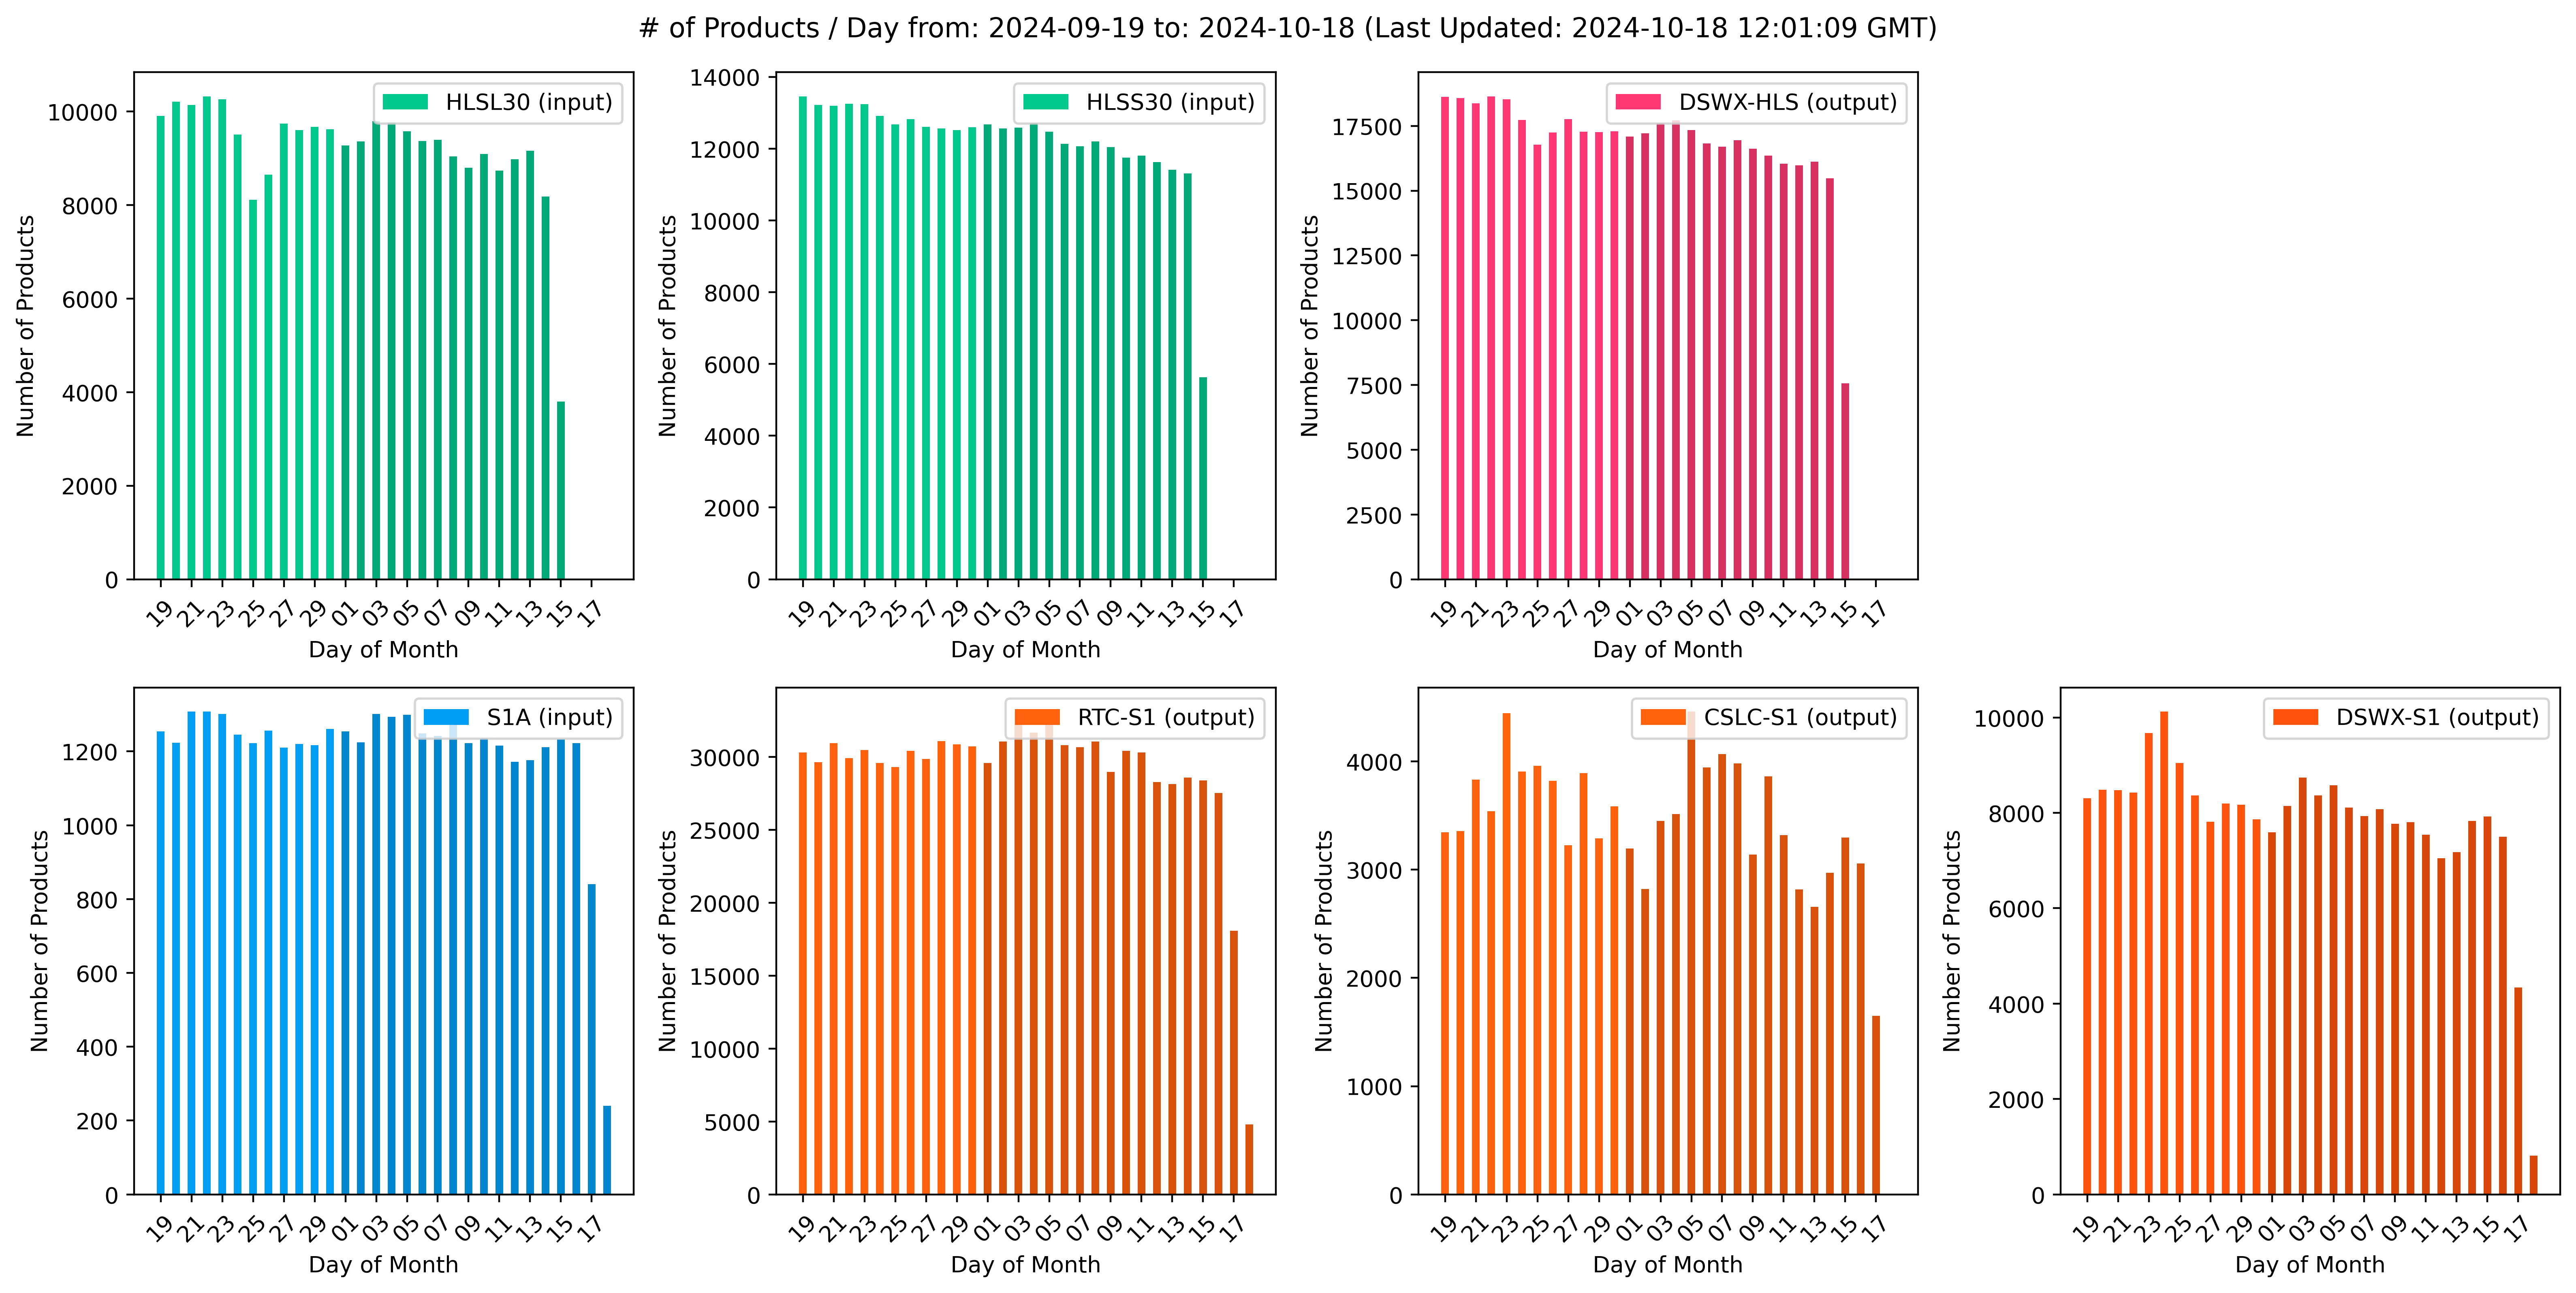 # of Products / Day from: 2024-09-19 to: 2024-10-18 (Last Updated: 2024-10-18 12:01:09 GMT)
HLSL30 (input)
Number of Products
10000
8000
6000
4000
2000
0
19 21 23 25 27 29 01 03 05 07 09 11 13 15 17
Day of Month
HLSS30 (input)
Number of Products
14000
12000
10000
8000
6000
4000
2000
0
19 21 23 25 27 29 01 03 05 07 09 11 13 15 17
Day of Month
DSWX-HLS (output)
Number of Products
17500
15000
12500
10000
7500
5000
2500
0
19 21 23 25 27 29 01 03 05 07 09 11 13 15 17
Day of Month
S1A (input)
Number of Products
1200
1000
800
600
400
200
0
19 21 23 25 27 29 01 03 05 07 09 11 13 15 17
Day of Month
RTC-S1 (output)
Number of Products
30000
25000
20000
15000
10000
5000
0
19 21 23 25 27 29 01 03 05 07 09 11 13 15 17
Day of Month
CSLC-S1 (output)
Number of Products
4000
3000
2000
1000
0
19 21 23 25 27 29 01 03 05 07 09 11 13 15 17
Day of Month
DSWX-S1 (output)
Number of Products
10000
8000
6000
4000
2000
0
19 21 23 25 27 29 01 03 05 07 09 11 13 15 17
Day of Month